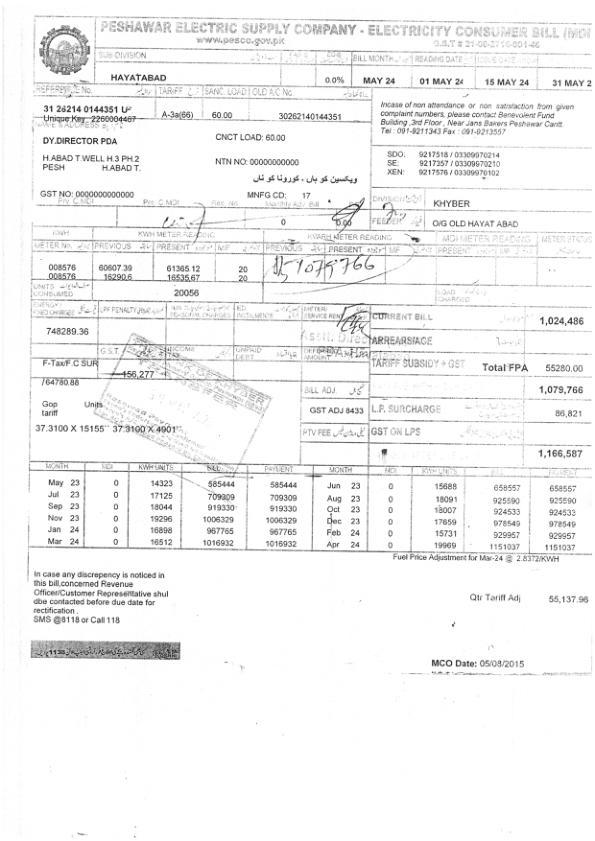 PESHAWAR ELECTRIC SUPPLY COMPANY - ELECTRICITY CONSUMER BILL (MDI
www.pesco.gov.pk
SUB DIVISION
BILL MONTH
READING DATE
ISSUE DATE
HAYATABAD
0.0%
MAY 24
01 MAY 24
15 MAY 24
31 MAY 2
REFERENCE No.
TARIFF
SANC. LOAD
OLD A/C No.
31 26214 0144351 U
Unique Key 2260004467
A-3a(66)
60.00
30262140144351
Incase of non attendance or non satisfaction from given
complaint numbers, please contact Benevolent Fund
Building ,3rd Floor , Near Jans Bakers Peshawar Cantt.
Tel : 091-9211343 Fax : 091-9213557
NAME & ADDRESS
DY.DIRECTOR PDA
CNCT LOAD: 60.00
H.ABAD T.WELL H.3 PH.2
PESH H.ABAD T.
NTN NO: 00000000000
SDO: 9217518 / 03309970214
SE: 9217357 / 03309970210
XEN: 9217576 / 03309970102
ویکسین کو ہاں ، کورونا کو ناں
GST NO: 0000000000000
MNFG CD: 17
DIVISION
KHYBER
0
0
FEEDER
O/G OLD HAYAT ABAD
KWH
KWH METER READING
KVARH METER READING
MDI METER READING
METER STATUS
METER No.
PREVIOUS
PRESENT
M/F
PREVIOUS
PRESENT
M/F
PREVIOUS
PRESENT
008576 60607.39 61365.12 20
008576 16290.6 16535.67 20
1079766
UNITS CONSUMED
20056
LOAD CHARGED
LPF PENALTY
METER/ SERVICE RENT
CURRENT BILL
1,024,486
748289.36
G.S.T
INCOME
UNPAID DEBT
ARREARS/AGE
F-Tax/F.C SUR
156,277
TARIFF SUBSIDY + GST
Total FPA
55280.00
/64780.88
BILL ADJ
1,079,766
Gop Units
tariff
GST ADJ 8433
L.P. SURCHARGE
86,821
37.3100 X 15155 37.3100 X 4901
PTV FEE
GST ON LPS
1,166,587
MONTH MDI KWH UNITS BILL PAYMENT MONTH MDI KWH UNITS BILL PAYMENT
May 23 0 14323 585444 585444 Jun 23 0 15688 658557 658557
Jul 23 0 17125 709309 709309 Aug 23 0 18091 925590 925590
Sep 23 0 18044 919330 919330 Oct 23 0 18007 924533 924533
Nov 23 0 19296 1006329 1006329 Dec 23 0 17659 978549 978549
Jan 24 0 16898 967765 967765 Feb 24 0 15731 929957 929957
Mar 24 0 16512 1016932 1016932 Apr 24 0 19969 1151037 1151037
Fuel Price Adjustment for Mar-24 @ 2.8372/KWH
In case any discrepency is noticed in
this bill,concerned Revenue
Officer/Customer Representative shul
dbe contacted before due date for
rectification .
SMS @8118 or Call 118
Qtr Tariff Adj 55,137.96
MCO Date: 05/08/2015